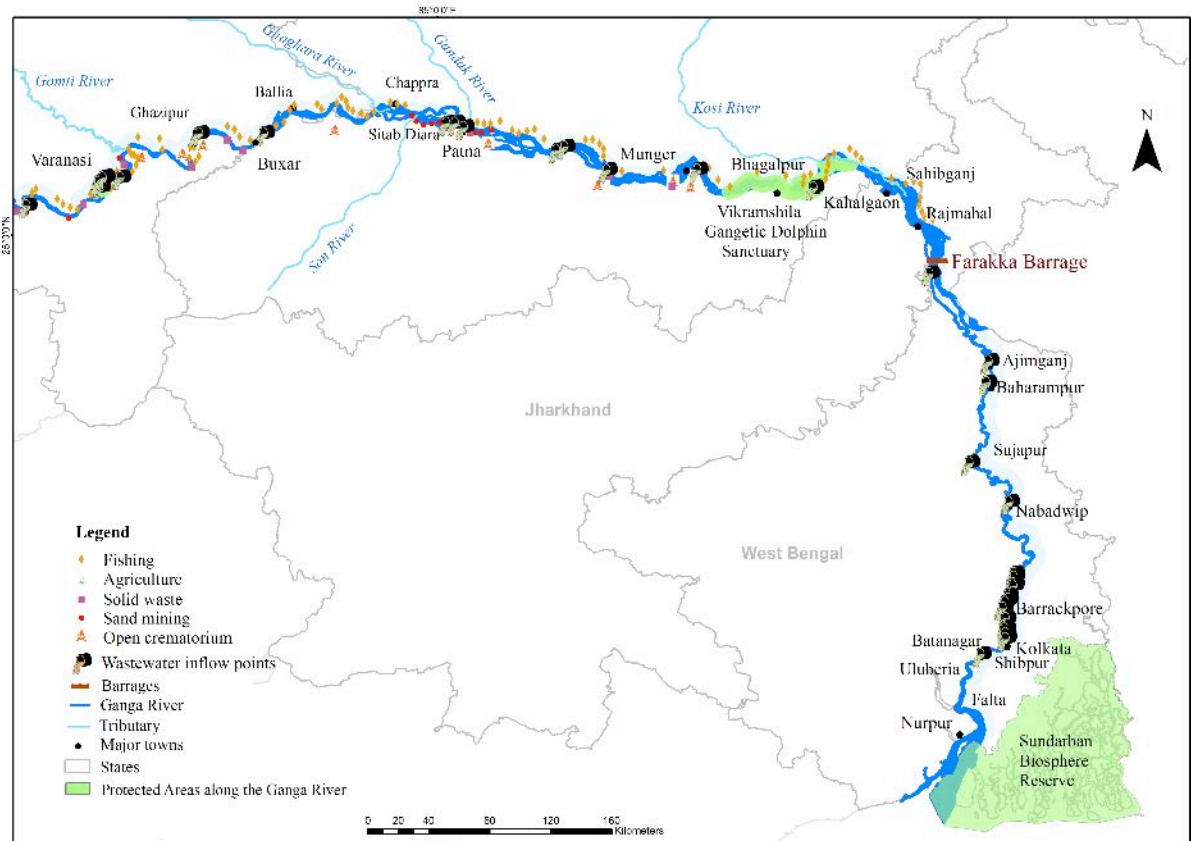 85°0'0"E
Ghaghara River
Gandak River
Gomti River
Ballia
Chappra
Kosi River
N
Ghazipur
Sitab Diara
Varanasi
Buxar
Patna
Munger
Bhagalpur
Sahibganj
Kahalgaon
Vikramshila
Gangetic Dolphin
Sanctuary
Rajmahal
Son River
Farakka Barrage
Ajimganj
Baharampur
Jharkhand
Sujapur
Nabadwip
West Bengal
Barrackpore
Batanagar
Kolkata
Shibpur
Uluberia
Falta
Nurpur
Sundarban
Biosphere
Reserve
Legend
Fishing
Agriculture
Solid waste
Sand mining
Open crematorium
Wastewater inflow points
Barrages
Ganga River
Tributary
Major towns
States
Protected Areas along the Ganga River
0 20 40 80 120 160
Kilometers